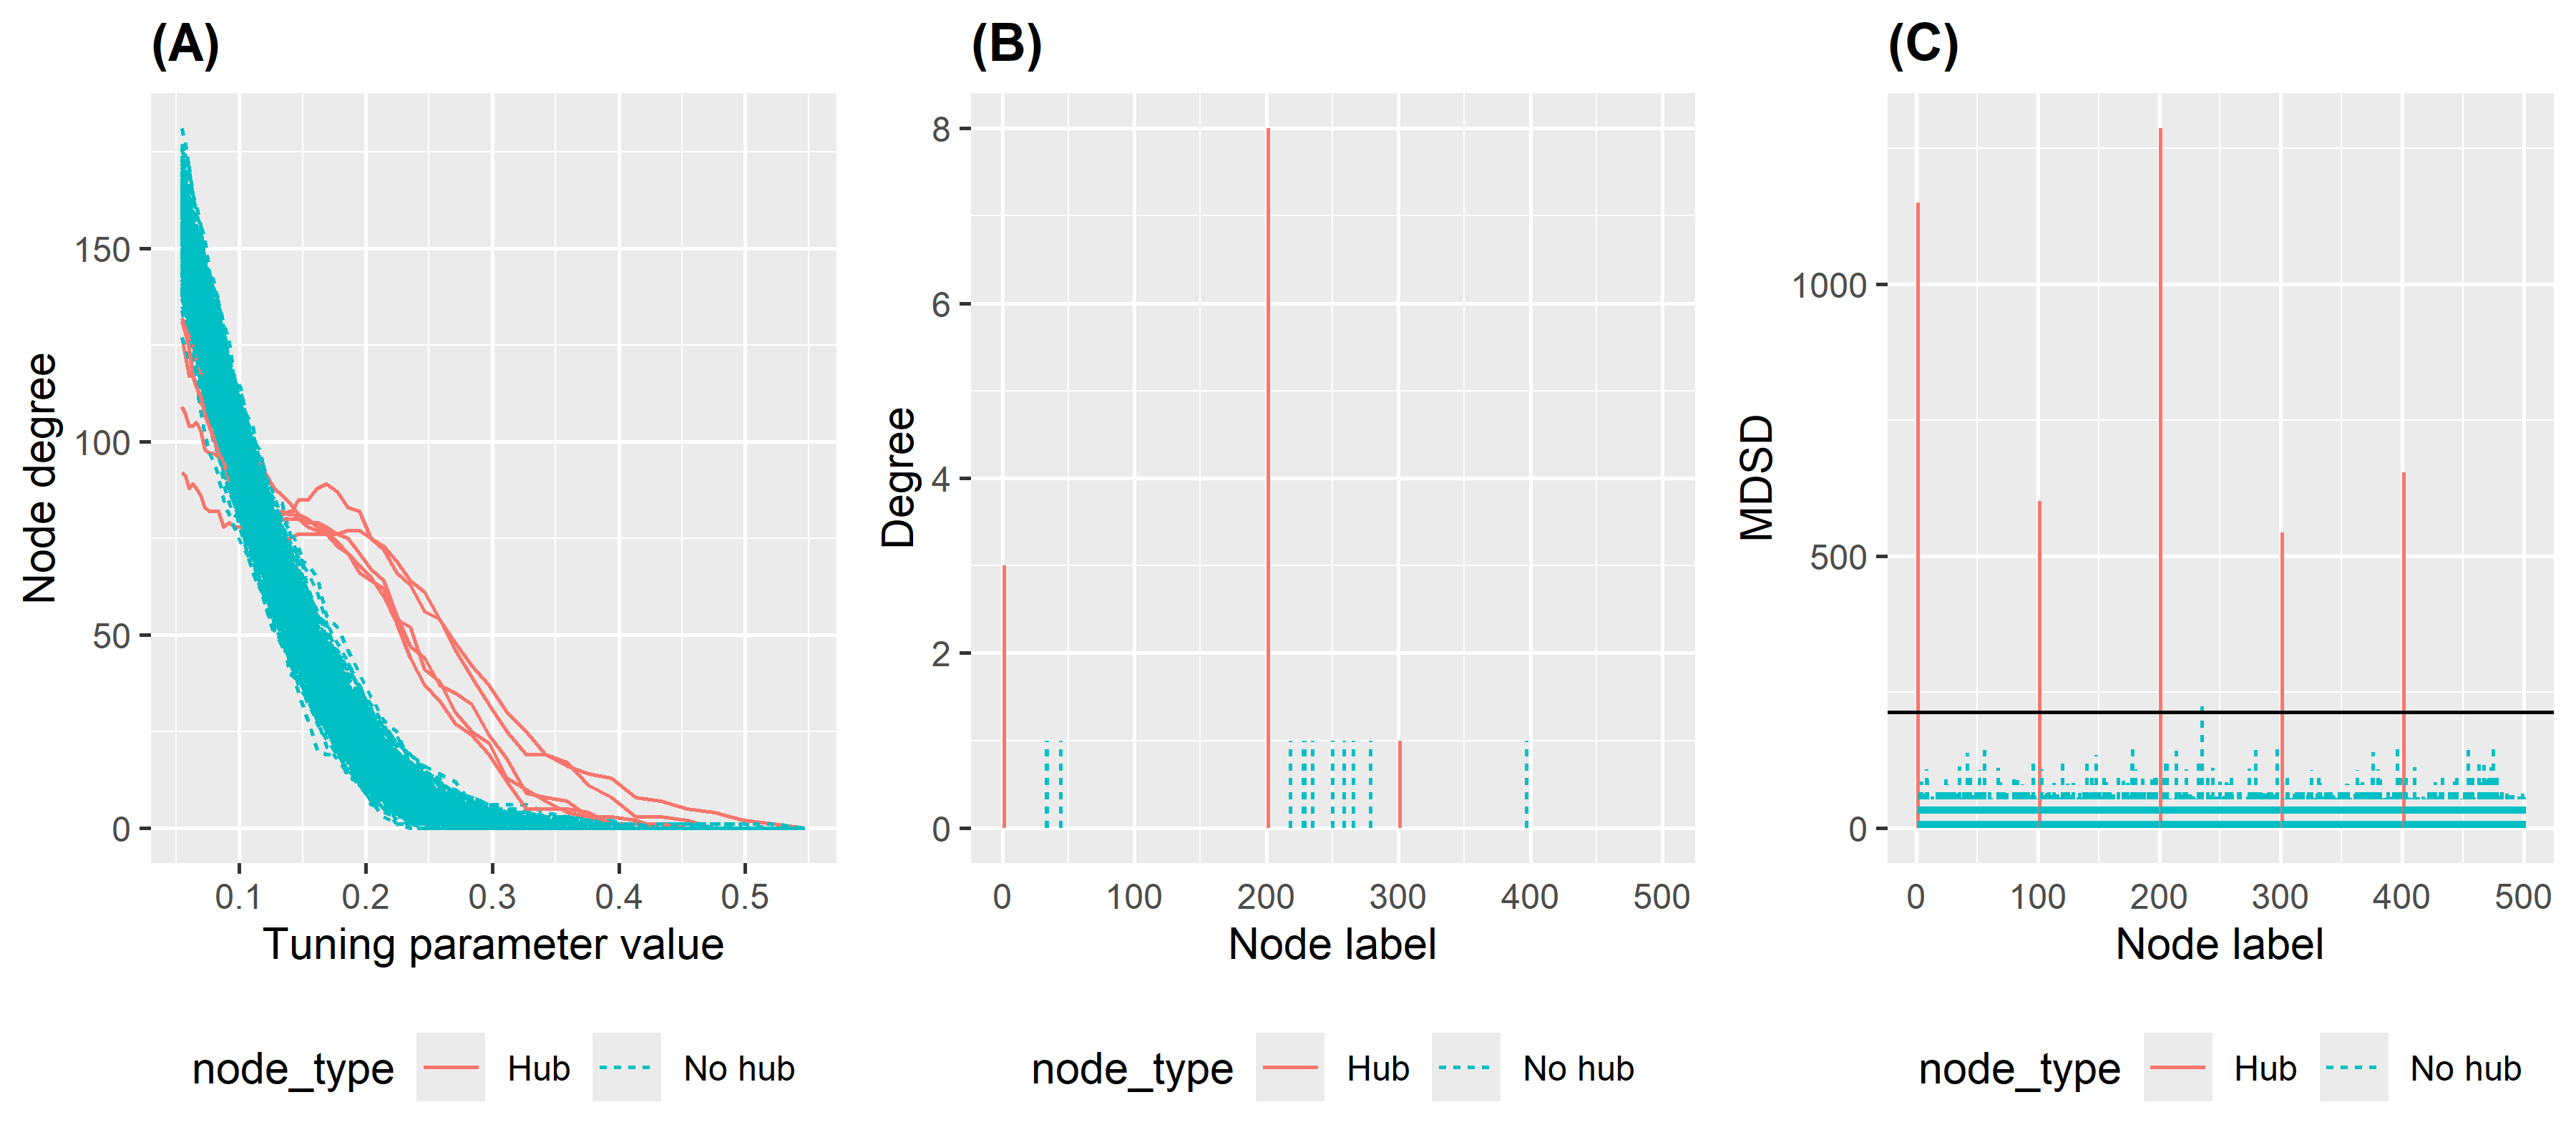 (A)
Node degree
150
100
50
0
0.1 0.2 0.3 0.4 0.5
Tuning parameter value
node_type Hub No hub
(B)
Degree
8
6
4
2
0
0 100 200 300 400 500
Node label
node_type Hub No hub
(C)
MDSD
1000
500
0
0 100 200 300 400 500
Node label
node_type Hub No hub